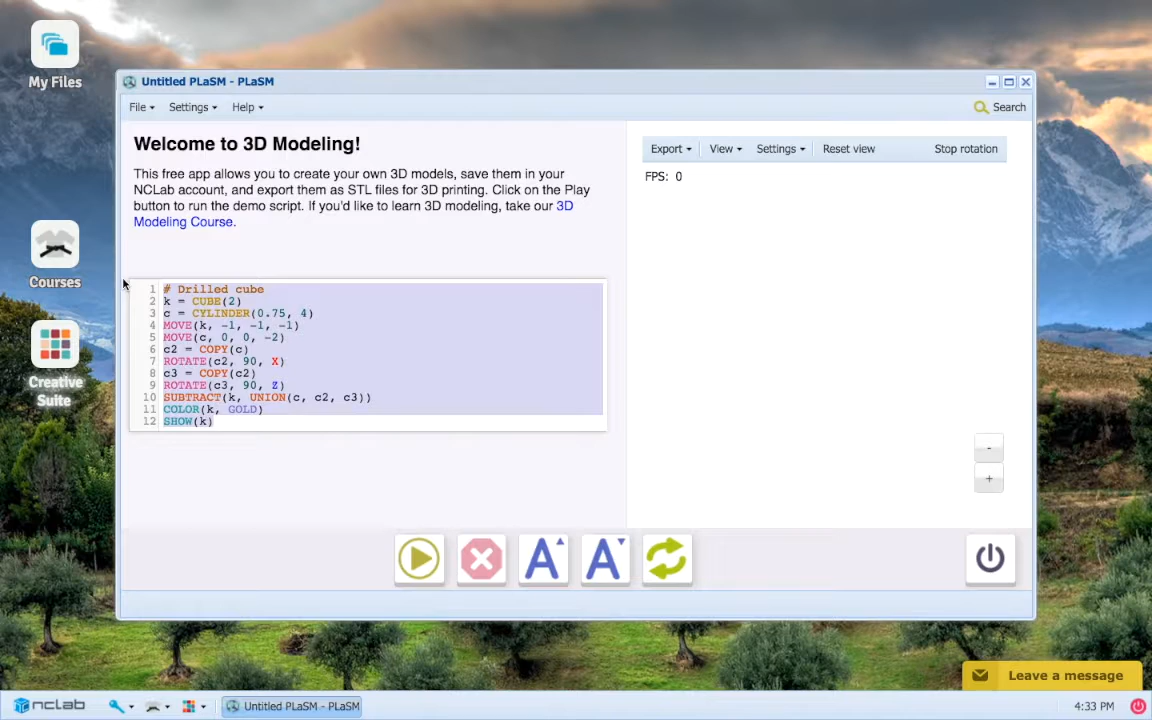 My Files
Courses
Creative
Suite
Untitled PLaSM - PLaSM
File
Settings
Help
Search
Welcome to 3D Modeling!
This free app allows you to create your own 3D models, save them in your
NCLab account, and export them as STL files for 3D printing. Click on the Play
button to run the demo script. If you'd like to learn 3D modeling, take our 3D
Modeling Course.
1 # Drilled cube
2 k = CUBE(2)
3 c = CYLINDER(0.75, 4)
4 MOVE(k, -1, -1, -1)
5 MOVE(c, 0, 0, -2)
6 c2 = COPY(c)
7 ROTATE(c2, 90, X)
8 c3 = COPY(c2)
9 ROTATE(c3, 90, Z)
10 SUBTRACT(k, UNION(c, c2, c3))
11 COLOR(k, GOLD)
12 SHOW(k)
Export
View
Settings
Reset view
Stop rotation
FPS: 0
-
+
A
A
Leave a message
nclab
Untitled PLaSM - PLaSM
4:33 PM